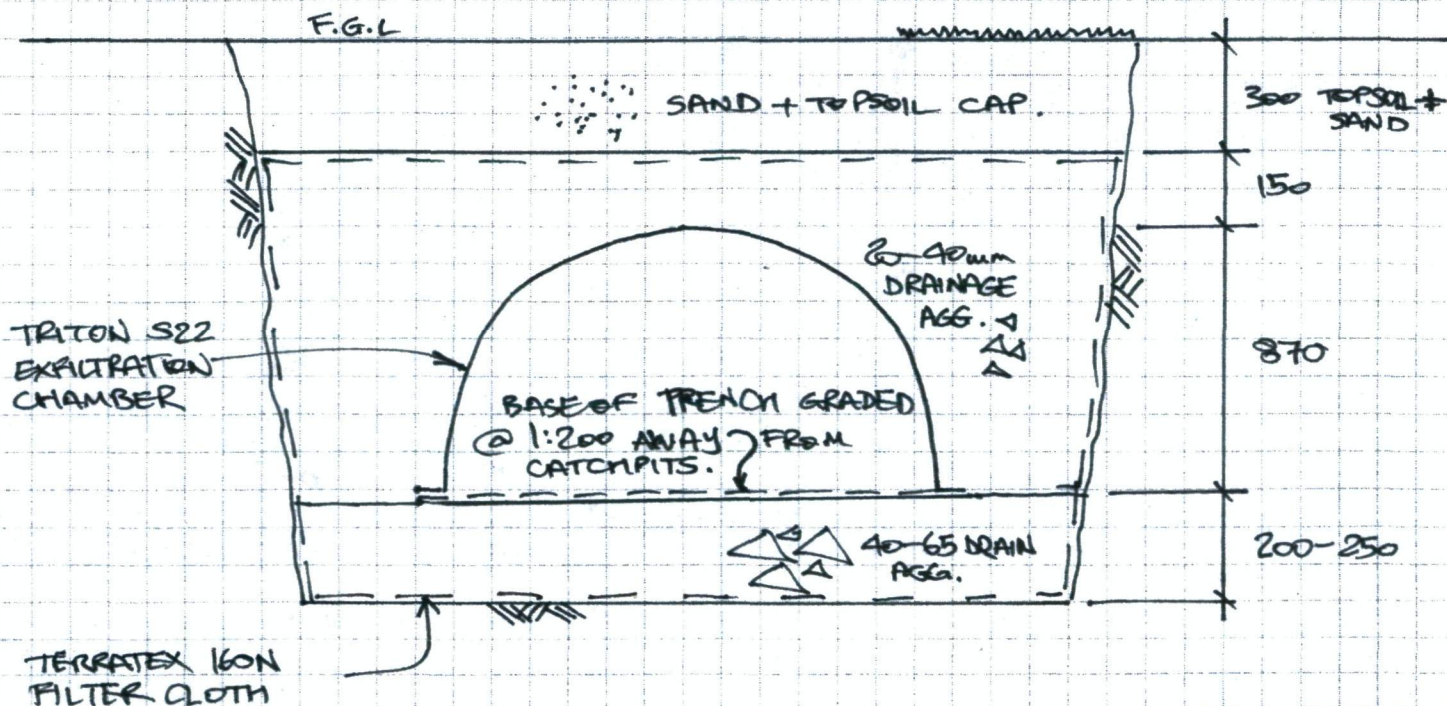 F.G.L
SAND + TOPSOIL CAP.
300 TOPSOIL +
SAND
150
20-40mm
DRAINAGE
AGG.
TRITON S22
EXFILTRATION
CHAMBER
870
BASE OF TRENCH GRADED
@ 1:200 AWAY FROM
CATCHPITS.
40-65 DRAIN
AGG.
200-250
TERRATEX 160N
FILTER CLOTH